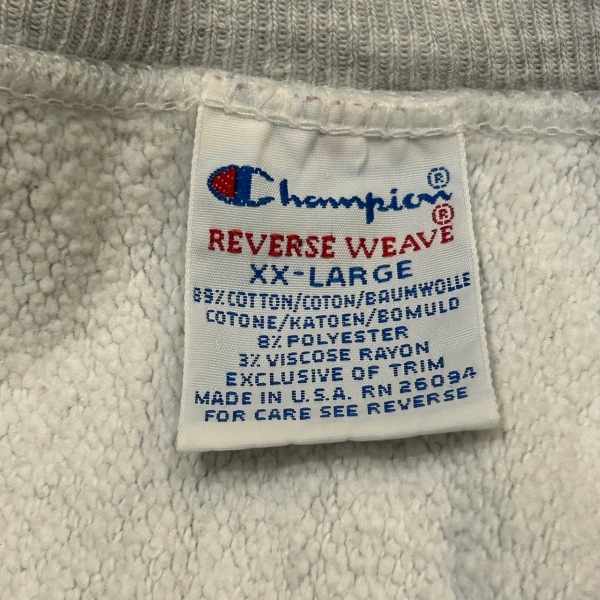 Champion®
®
REVERSE WEAVE
XX-LARGE
89% COTTON/COTON/BAUMWOLLE
COTONE/KATOEN/BOMULD
8% POLYESTER
3% VISCOSE RAYON
EXCLUSIVE OF TRIM
MADE IN U.S.A. RN 26094
FOR CARE SEE REVERSE